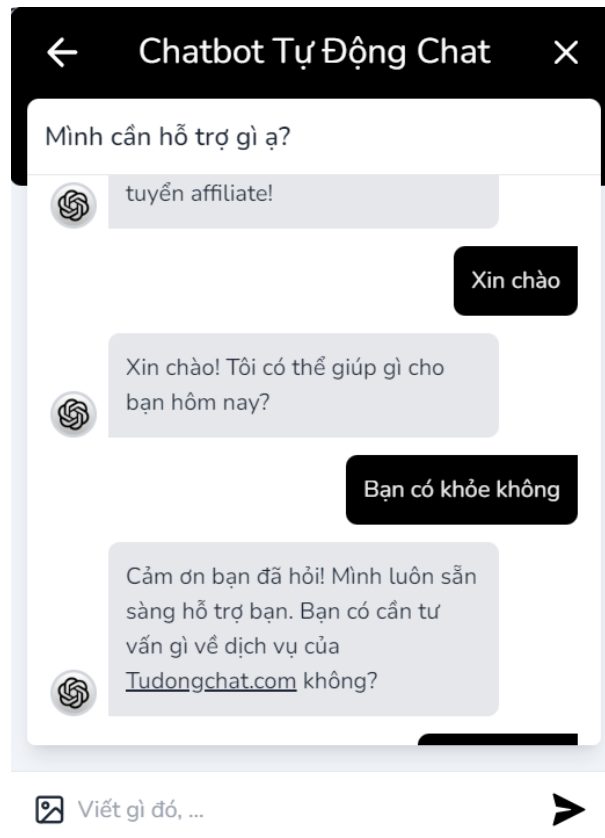 Chatbot Tự Động Chat
Mình cần hỗ trợ gì ạ?
tuyển affiliate!
Xin chào
Xin chào! Tôi có thể giúp gì cho
bạn hôm nay?
Bạn có khỏe không
Cảm ơn bạn đã hỏi! Mình luôn sẵn
sàng hỗ trợ bạn. Bạn có cần tư
vấn gì về dịch vụ của
Tudongchat.com không?
Viết gì đó, ...